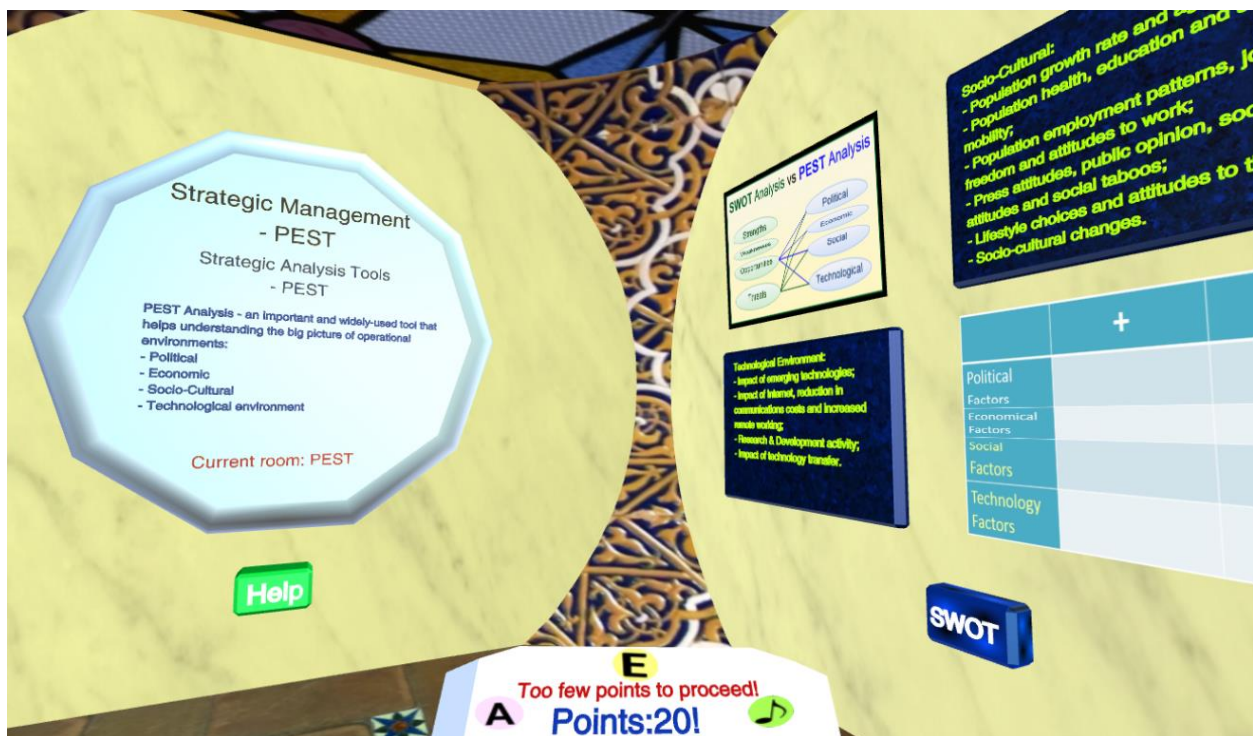 Strategic Management
- PEST
Strategic Analysis Tools
- PEST
PEST Analysis - an important and widely-used tool that
helps understanding the big picture of operational
environments:
- Political
- Economic
- Socio-Cultural
- Technological environment
Current room: PEST
Help
SWOT Analysis vs PEST Analysis
Strengths
Opportunities
Threats
Political
Economic
Social
Technological
Technological Environment:
- Impact of emerging technologies;
- Impact of Internet, reduction in
communications costs and increased
remote working;
- Research & Development activity;
- Impact of technology transfer.
Socio-Cultural:
- Population growth rate and
- Population health, education and
mobility;
- Population employment patterns,
freedom and attitudes to work;
- Press attitudes, public opinion,
attitudes and social taboos;
- Lifestyle choices and attitudes to
- Socio-cultural changes.
+
Political
Factors
Economical
Factors
Social
Factors
Technology
Factors
SWOT
E
Too few points to proceed!
A
Points:20!